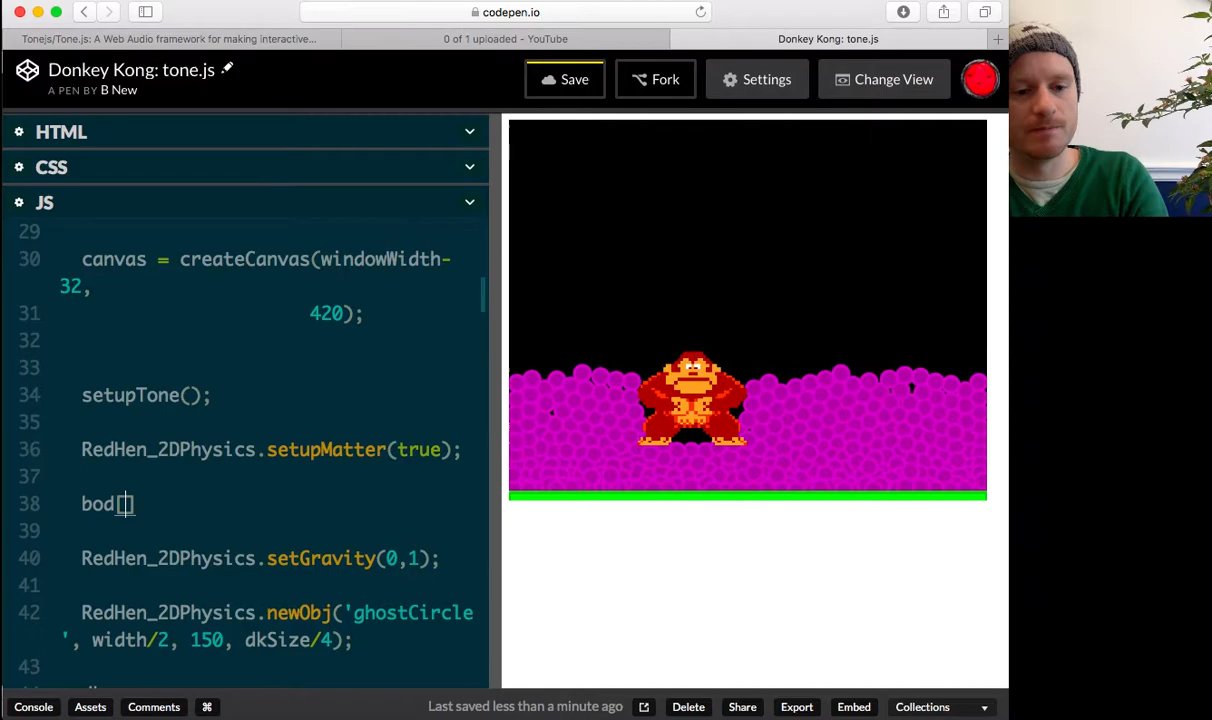 codepen.io
Tonejs/Tone.js: A Web Audio framework for making interactive...
0 of 1 uploaded - YouTube
Donkey Kong: tone.js
Donkey Kong: tone.js
A PEN BY B New
Save
Fork
Settings
Change View
HTML
CSS
JS
29
30 canvas = createCanvas(windowWidth-
32,
31 420);
32
33
34 setupTone();
35
36 RedHen_2DPhysics.setupMatter(true);
37
38 bod[]
39
40 RedHen_2DPhysics.setGravity(0,1);
41
42 RedHen_2DPhysics.newObj('ghostCircle
', width/2, 150, dkSize/4);
43
Console
Assets
Comments
⌘
Last saved less than a minute ago
Delete
Share
Export
Embed
Collections